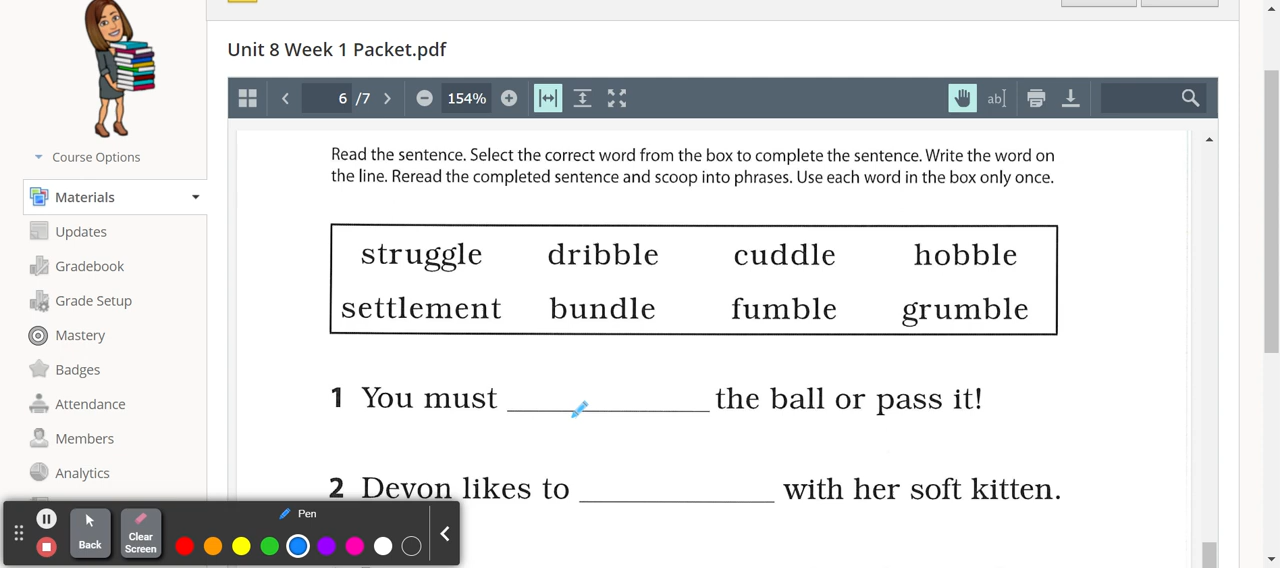 Unit 8 Week 1 Packet.pdf
6 /7
154%
ab
Course Options
Materials
Updates
Gradebook
Grade Setup
Mastery
Badges
Attendance
Members
Analytics
Read the sentence. Select the correct word from the box to complete the sentence. Write the word on
the line. Reread the completed sentence and scoop into phrases. Use each word in the box only once.
struggle dribble cuddle hobble
settlement bundle fumble grumble
1 You must ____________ the ball or pass it!
2 Devon likes to ____________ with her soft kitten.
Pen
Back
Clear
Screen